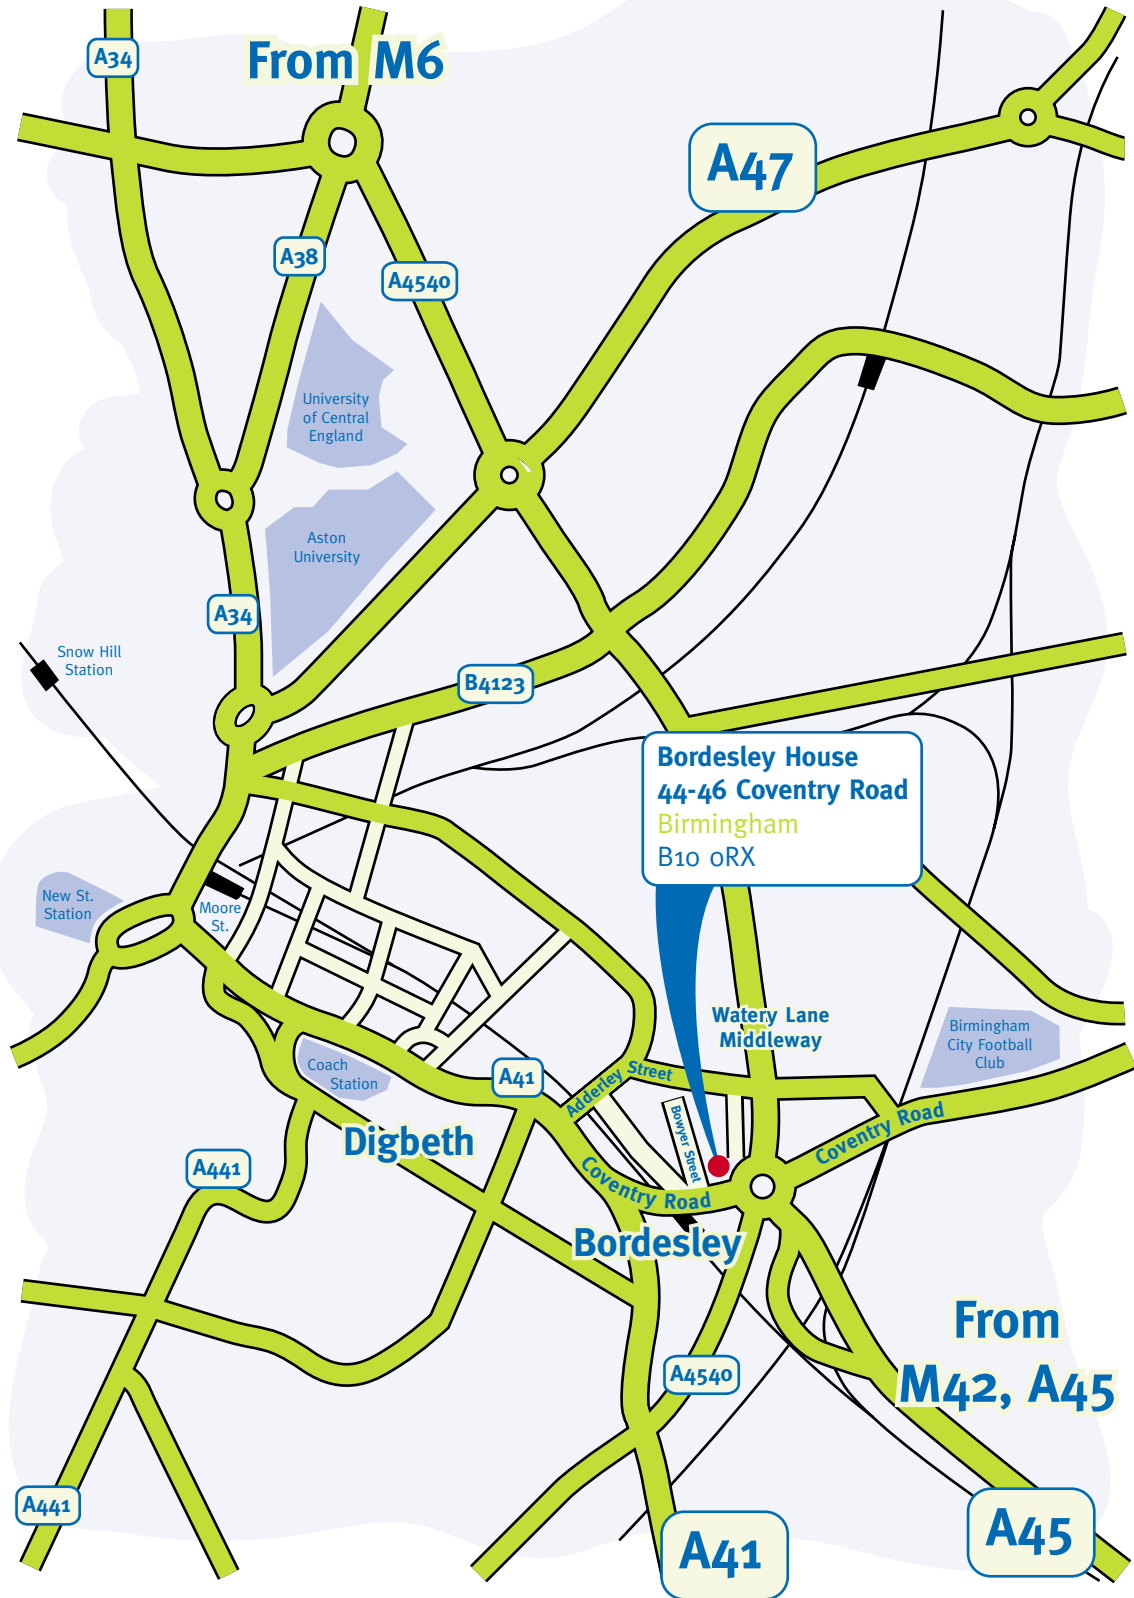 A34
From M6
A47
A38
A4540
University
of Central
England
Aston
University
A34
Snow Hill
Station
B4123
Bordesley House
44-46 Coventry Road
Birmingham
B10 0RX
New St.
Station
Moore
St.
Watery Lane
Middleway
Birmingham
City Football
Club
Coach
Station
A41
Adderley Street
Bowyer Street
Coventry Road
Digbeth
A441
Coventry Road
Bordesley
From
M42, A45
A4540
A441
A45
A41